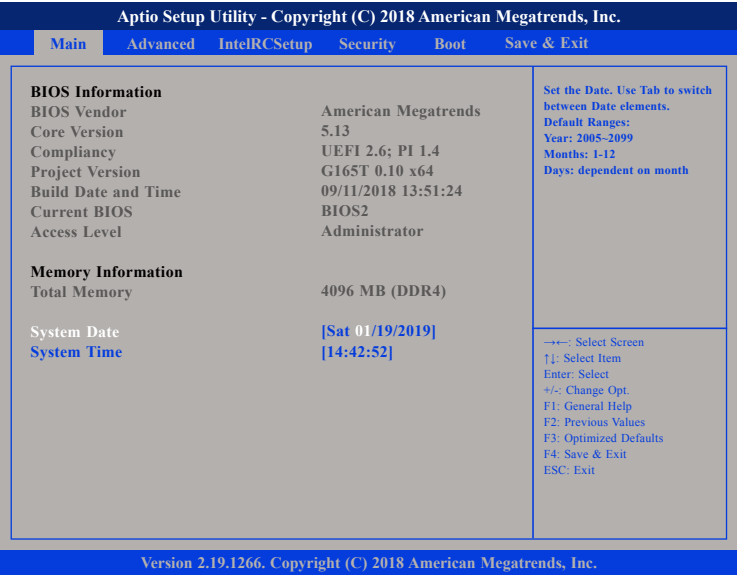 Aptio Setup Utility - Copyright (C) 2018 American Megatrends, Inc.
Main Advanced IntelRCSetup Security Boot Save & Exit
BIOS Information
BIOS Vendor American Megatrends
Core Version 5.13
Compliancy UEFI 2.6; PI 1.4
Project Version G165T 0.10 x64
Build Date and Time 09/11/2018 13:51:24
Current BIOS BIOS2
Access Level Administrator
Memory Information
Total Memory 4096 MB (DDR4)
System Date [Sat 01/19/2019]
System Time [14:42:52]
Set the Date. Use Tab to switch
between Date elements.
Default Ranges:
Year: 2005~2099
Months: 1-12
Days: dependent on month
→←: Select Screen
↑↓: Select Item
Enter: Select
+/-: Change Opt.
F1: General Help
F2: Previous Values
F3: Optimized Defaults
F4: Save & Exit
ESC: Exit
Version 2.19.1266. Copyright (C) 2018 American Megatrends, Inc.